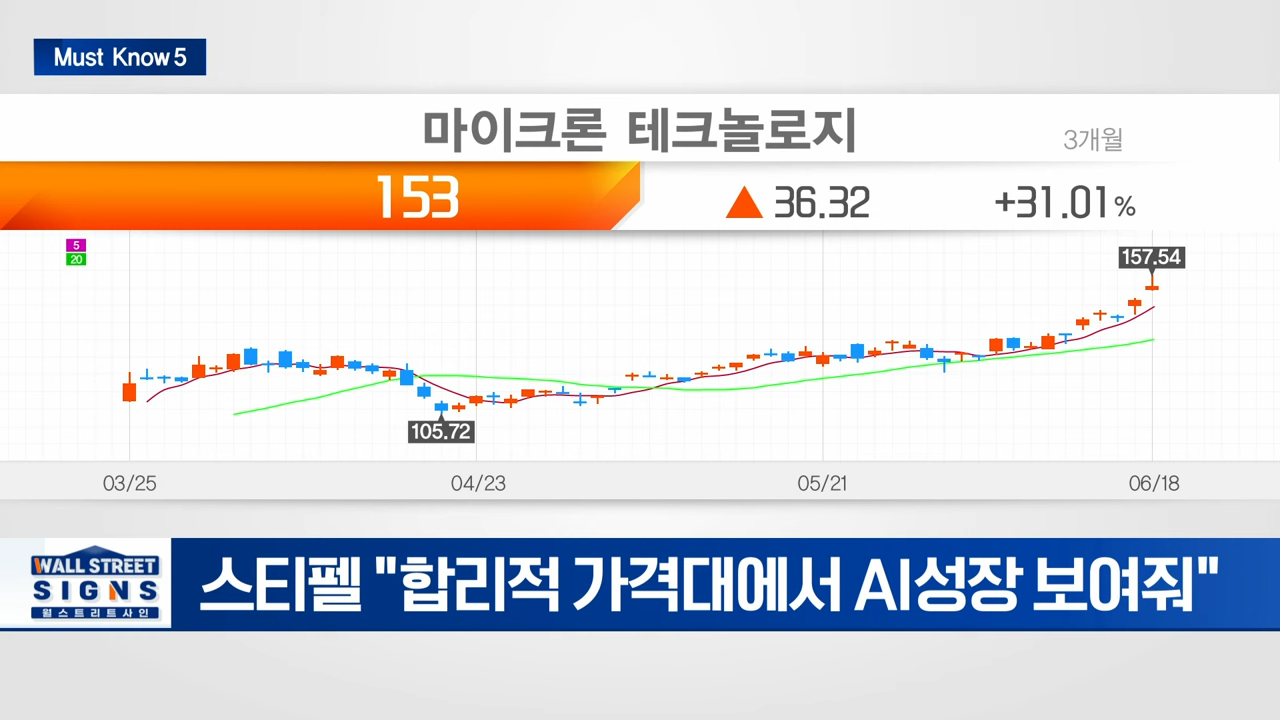 Must Know 5
마이크론 테크놀로지
3개월
153
▲ 36.32
+31.01%
5
20
157.54
105.72
03/25
04/23
05/21
06/18
WALL STREET
SIGNS
월스트리트사인
스티펠 "합리적 가격대에서 AI성장 보여줘"